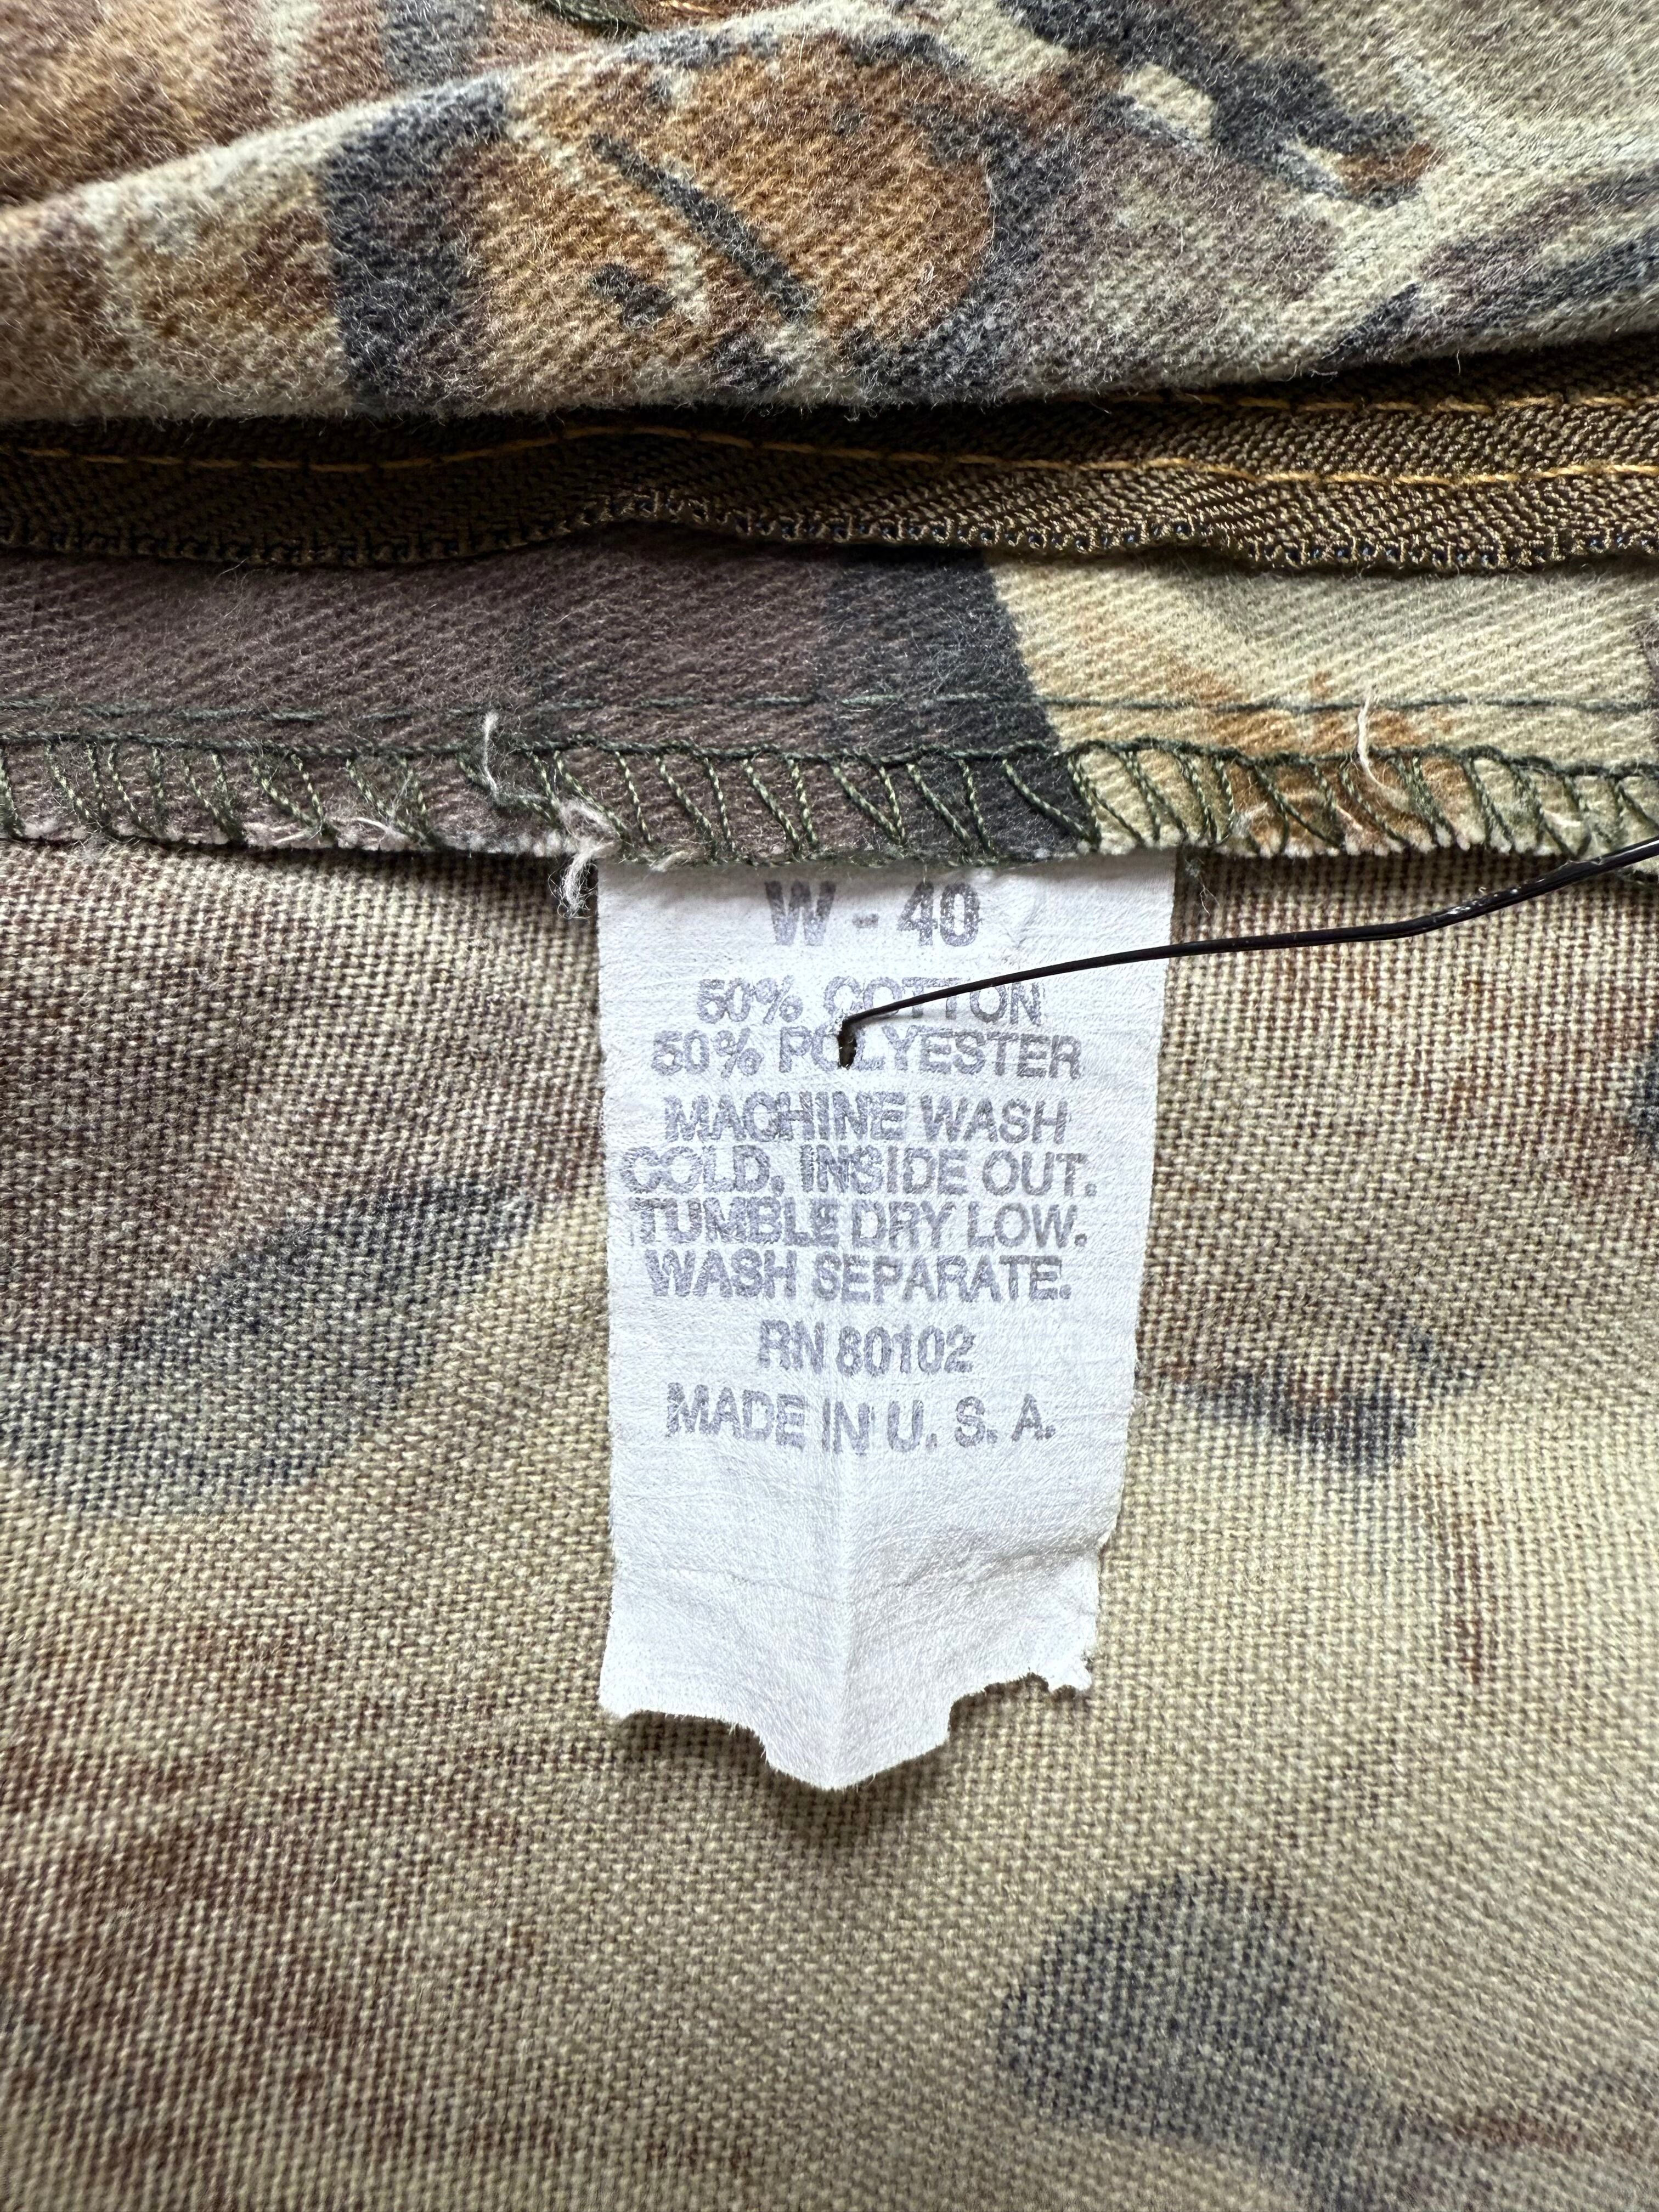 W - 40
50% COTTON
50% POLYESTER
MACHINE WASH
COLD. INSIDE OUT.
TUMBLE DRY LOW.
WASH SEPARATE.
RN 80102
MADE IN U. S. A.